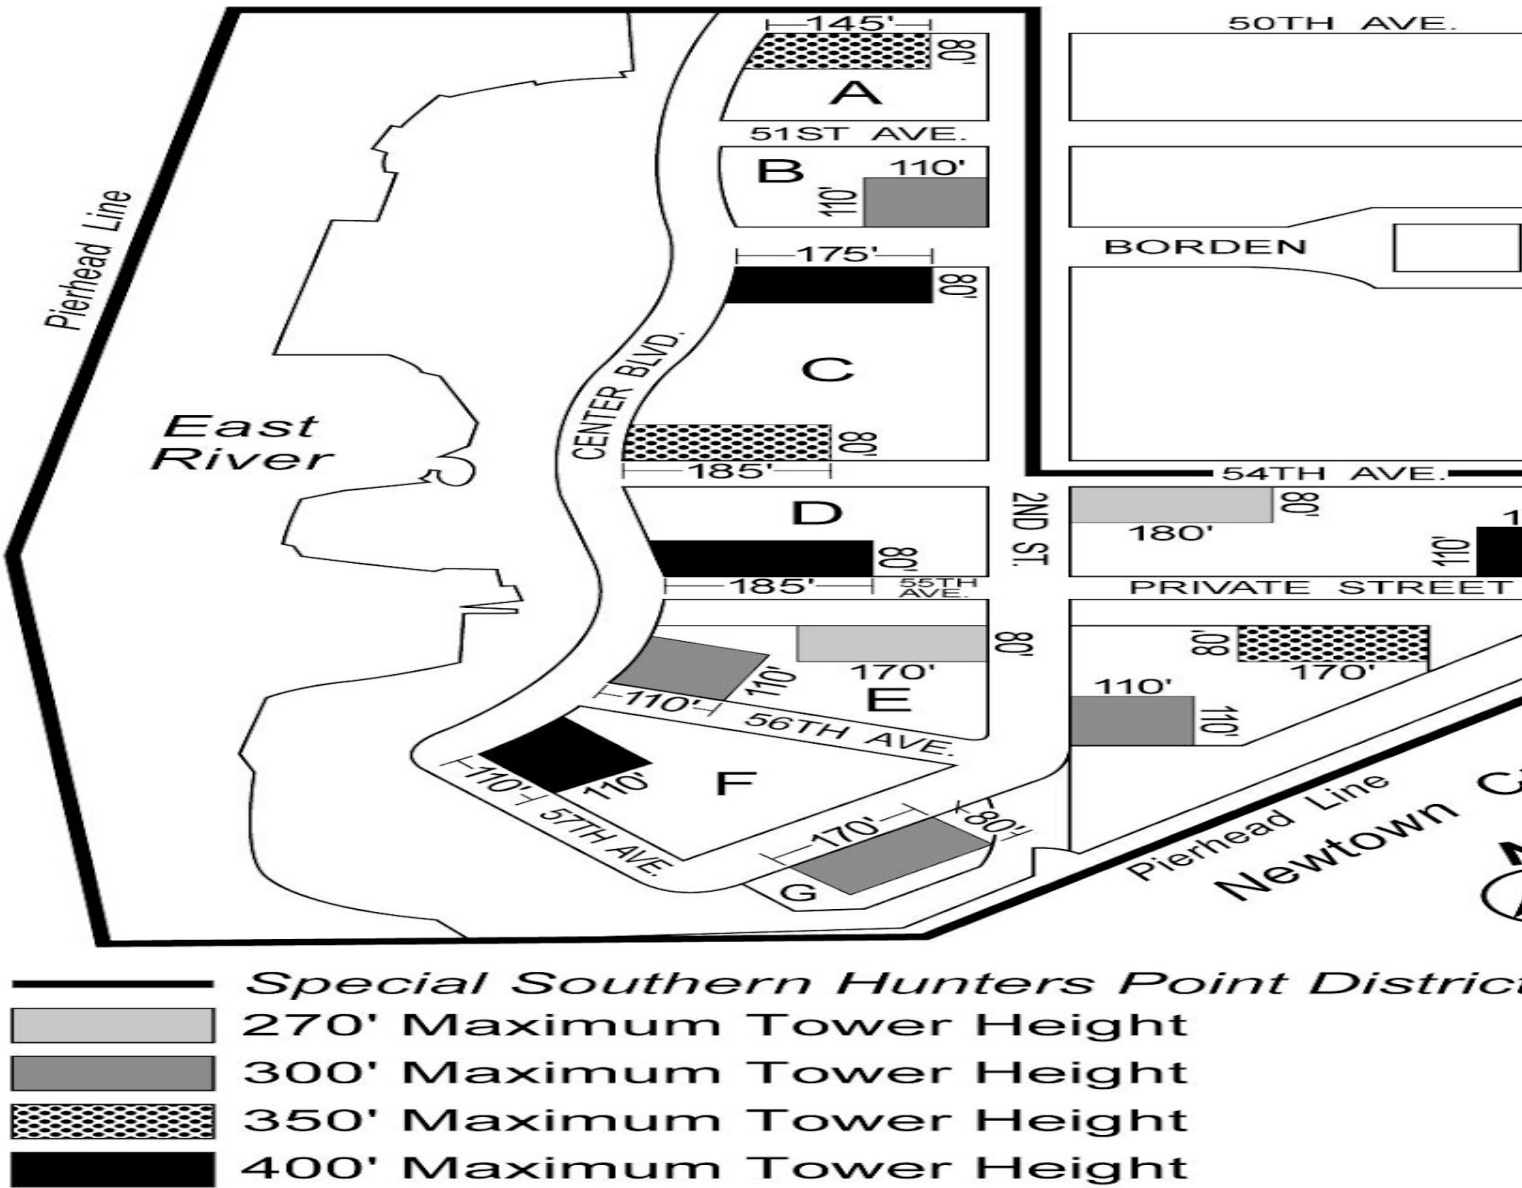 145'
50TH AVE.
80'
A
51ST AVE.
B
110'
110'
175'
BORDEN
80'
Pierhead Line
C
CENTER BLVD.
East
River
80'
185'
54TH AVE.
D
2ND ST.
80'
180'
110'
80'
185'
55TH
AVE.
PRIVATE STREET
80'
80'
170'
170'
110'
110'
E
110'
110'
56TH AVE.
110'
110'
F
57TH AVE.
170'
80'
G
Pierhead Line
Newtown
Special Southern Hunters Point District
270' Maximum Tower Height
300' Maximum Tower Height
350' Maximum Tower Height
400' Maximum Tower Height